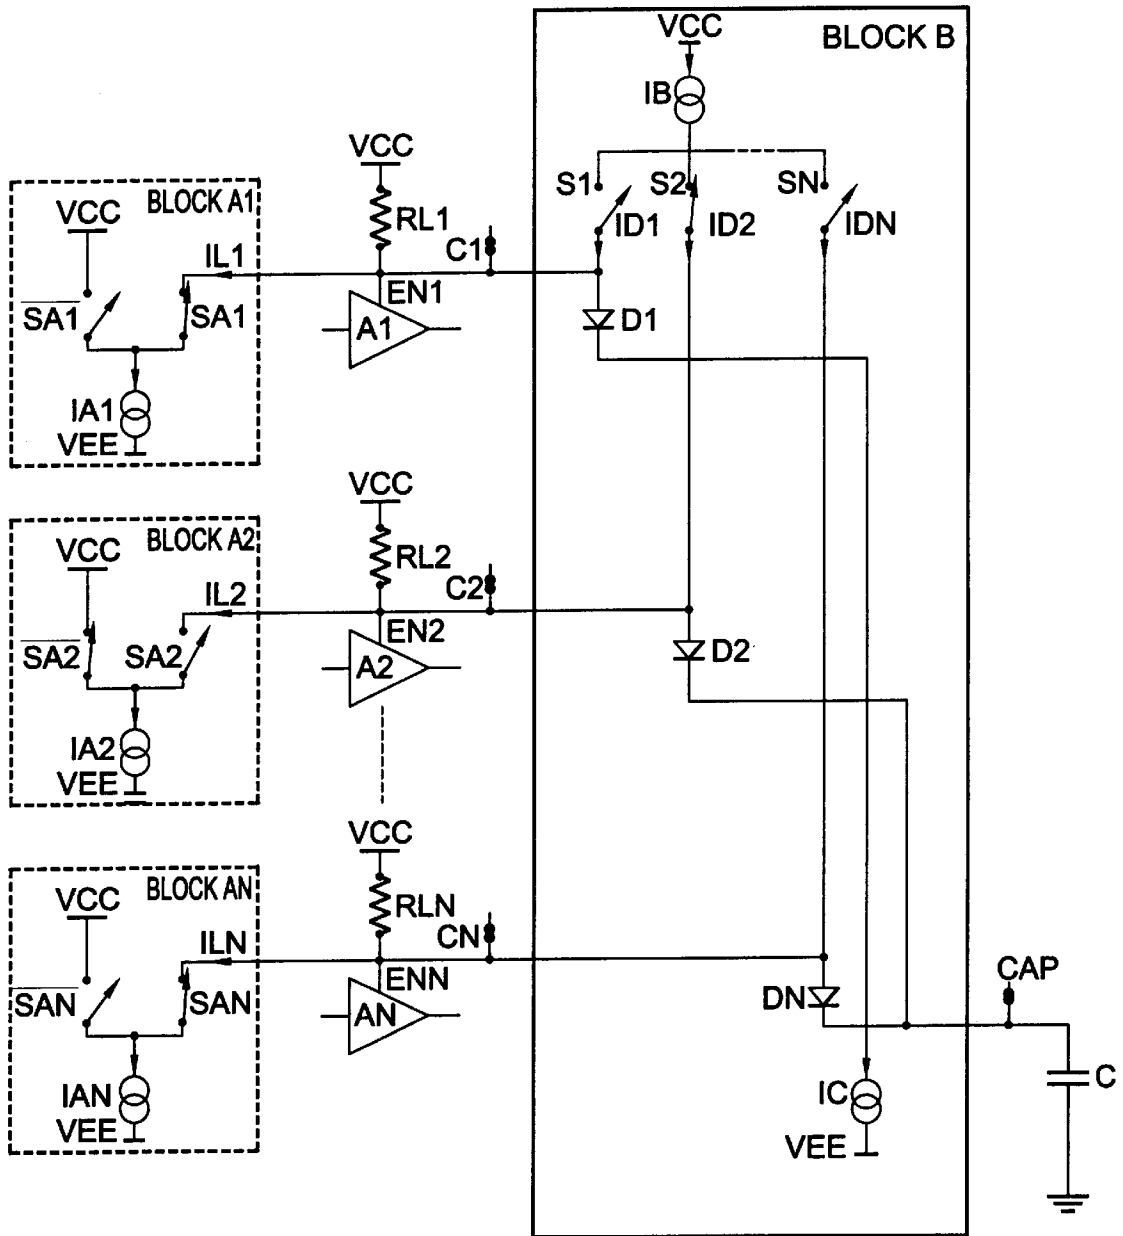 VCC
BLOCK B
IB
VCC
S1
S2
SN
BLOCK A1
VCC
RL1
C1
ID1
ID2
IDN
IL1
SA1
SA1
EN1
A1
D1
IA1
VEE
VCC
BLOCK A2
VCC
RL2
C2
IL2
SA2
SA2
EN2
A2
D2
IA2
VEE
VCC
BLOCK AN
VCC
RLN
CN
ILN
CAP
SAN
SAN
ENN
AN
DN
IAN
VEE
IC
C
VEE